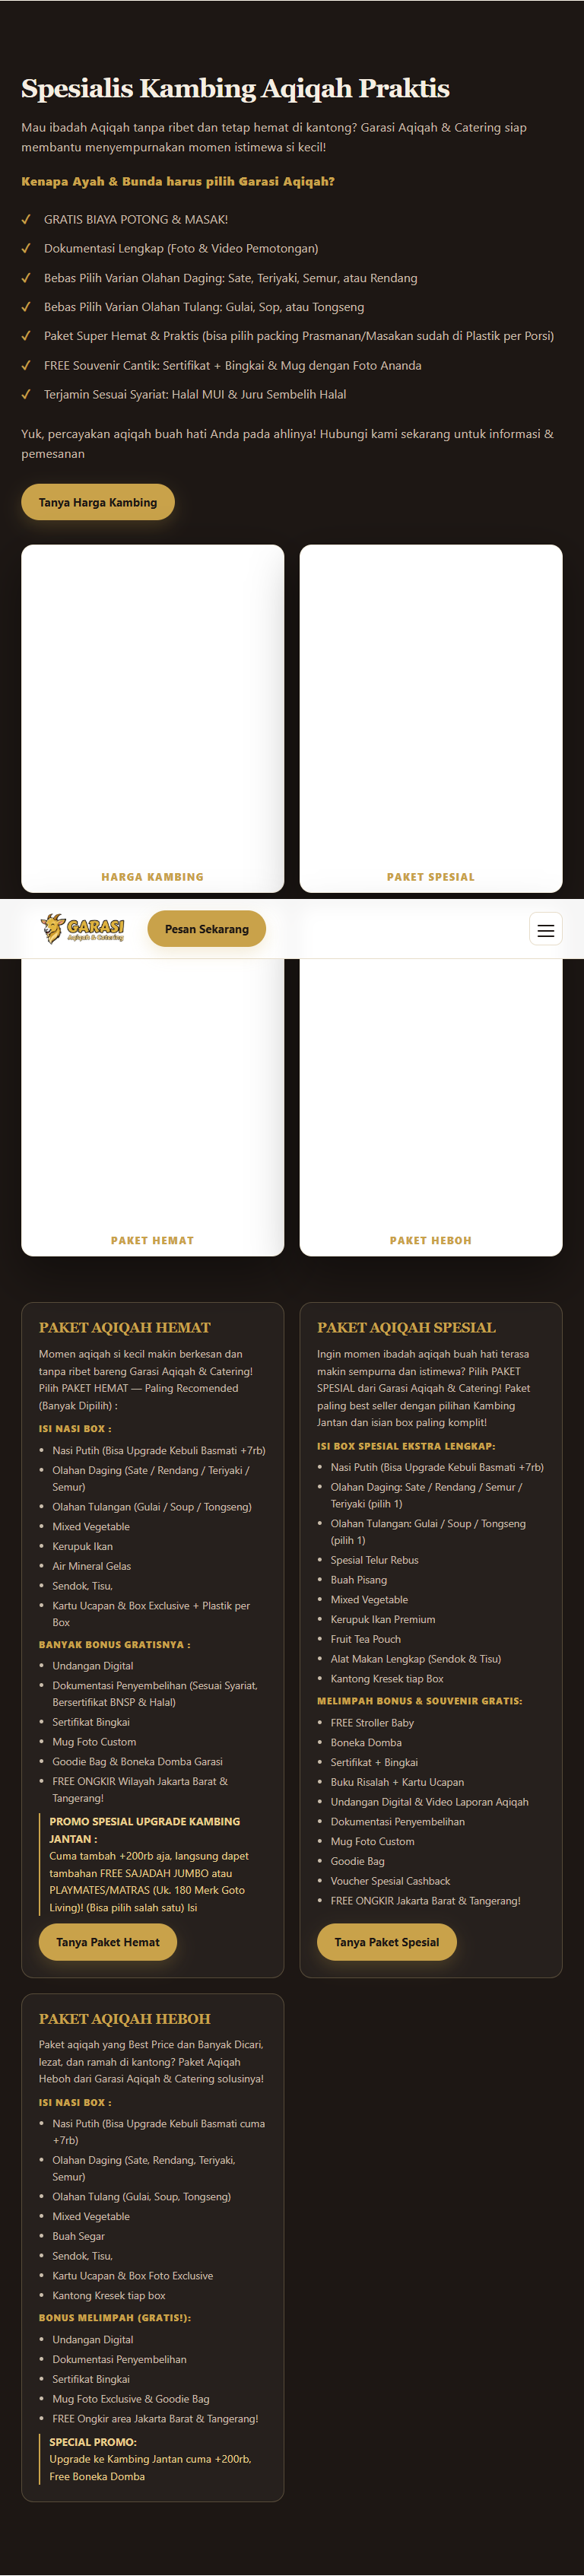 Spesialis Kambing Aqiqah Praktis
Mau ibadah Aqiqah tanpa ribet dan tetap hemat di kantong? Garasi Aqiqah & Catering siap
membantu menyempurnakan momen istimewa si kecil!
Kenapa Ayah & Bunda harus pilih Garasi Aqiqah?
✓ GRATIS BIAYA POTONG & MASAK!
✓ Dokumentasi Lengkap (Foto & Video Pemotongan)
✓ Bebas Pilih Varian Olahan Daging: Sate, Teriyaki, Semur, atau Rendang
✓ Bebas Pilih Varian Olahan Tulang: Gulai, Sop, atau Tongseng
✓ Paket Super Hemat & Praktis (bisa pilih packing Prasmanan/Masakan sudah di Plastik per Porsi)
✓ FREE Souvenir Cantik: Sertifikat + Bingkai & Mug dengan Foto Ananda
✓ Terjamin Sesuai Syariat: Halal MUI & Juru Sembelih Halal
Yuk, percayakan aqiqah buah hati Anda pada ahlinya! Hubungi kami sekarang untuk informasi &
pemesanan
Tanya Harga Kambing
HARGA KAMBING
PAKET SPESIAL
GARASI
Aqiqah & Catering
Pesan Sekarang
PAKET HEMAT
PAKET HEBOH
PAKET AQIQAH HEMAT
Momen aqiqah si kecil makin berkesan dan
tanpa ribet bareng Garasi Aqiqah & Catering!
Pilih PAKET HEMAT — Paling Recomended
(Banyak Dipilih) :
ISI NASI BOX :
• Nasi Putih (Bisa Upgrade Kebuli Basmati +7rb)
• Olahan Daging (Sate / Rendang / Teriyaki /
Semur)
• Olahan Tulangan (Gulai / Soup / Tongseng)
• Mixed Vegetable
• Kerupuk Ikan
• Air Mineral Gelas
• Sendok, Tisu,
• Kartu Ucapan & Box Exclusive + Plastik per
Box
BANYAK BONUS GRATISNYA :
• Undangan Digital
• Dokumentasi Penyembelihan (Sesuai Syariat,
Bersertifikat BNSP & Halal)
• Sertifikat Bingkai
• Mug Foto Custom
• Goodie Bag & Boneka Domba Garasi
• FREE ONGKIR Wilayah Jakarta Barat &
Tangerang!
PROMO SPESIAL UPGRADE KAMBING
JANTAN :
Cuma tambah +200rb aja, langsung dapet
tambahan FREE SAJADAH JUMBO atau
PLAYMATES/MATRAS (Uk. 180 Merk Goto
Living)! (Bisa pilih salah satu) Isi
Tanya Paket Hemat
PAKET AQIQAH SPESIAL
Ingin momen ibadah aqiqah buah hati terasa
makin sempurna dan istimewa? Pilih PAKET
SPESIAL dari Garasi Aqiqah & Catering! Paket
paling best seller dengan pilihan Kambing
Jantan dan isian box paling komplit!
ISI BOX SPESIAL EKSTRA LENGKAP:
• Nasi Putih (Bisa Upgrade Kebuli Basmati +7rb)
• Olahan Daging: Sate / Rendang / Semur /
Teriyaki (pilih 1)
• Olahan Tulangan: Gulai / Soup / Tongseng
(pilih 1)
• Spesial Telur Rebus
• Buah Pisang
• Mixed Vegetable
• Kerupuk Ikan Premium
• Fruit Tea Pouch
• Alat Makan Lengkap (Sendok & Tisu)
• Kantong Kresek tiap Box
MELIMPAH BONUS & SOUVENIR GRATIS:
• FREE Stroller Baby
• Boneka Domba
• Sertifikat + Bingkai
• Buku Risalah + Kartu Ucapan
• Undangan Digital & Video Laporan Aqiqah
• Dokumentasi Penyembelihan
• Mug Foto Custom
• Goodie Bag
• Voucher Spesial Cashback
• FREE ONGKIR Jakarta Barat & Tangerang!
Tanya Paket Spesial
PAKET AQIQAH HEBOH
Paket aqiqah yang Best Price dan Banyak Dicari,
lezat, dan ramah di kantong? Paket Aqiqah
Heboh dari Garasi Aqiqah & Catering solusinya!
ISI NASI BOX :
• Nasi Putih (Bisa Upgrade Kebuli Basmati cuma
+7rb)
• Olahan Daging (Sate, Rendang, Teriyaki,
Semur)
• Olahan Tulang (Gulai, Soup, Tongseng)
• Mixed Vegetable
• Buah Segar
• Sendok, Tisu,
• Kartu Ucapan & Box Foto Exclusive
• Kantong Kresek tiap box
BONUS MELIMPAH (GRATIS!):
• Undangan Digital
• Dokumentasi Penyembelihan
• Sertifikat Bingkai
• Mug Foto Exclusive & Goodie Bag
• FREE Ongkir area Jakarta Barat & Tangerang!
SPECIAL PROMO:
Upgrade ke Kambing Jantan cuma +200rb,
Free Boneka Domba